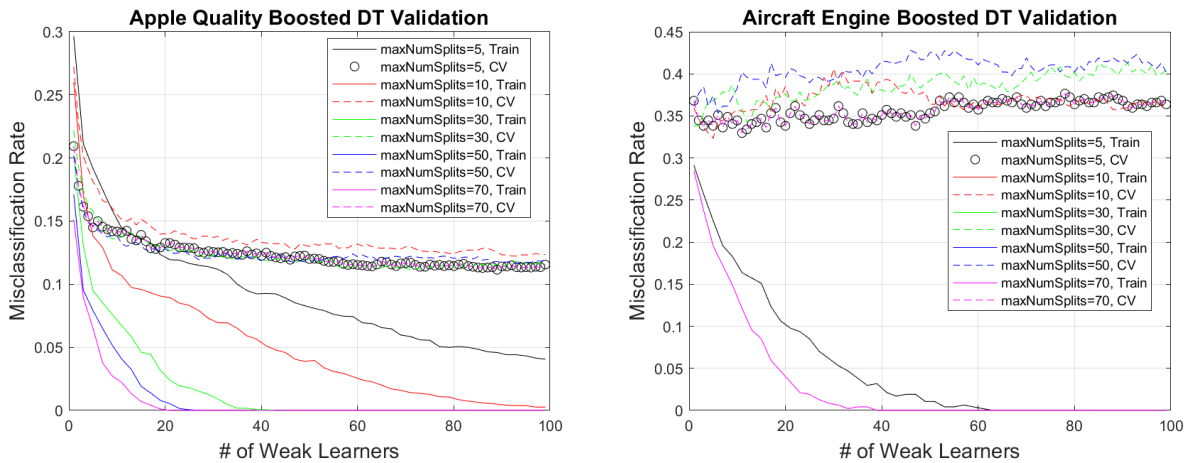 Apple Quality Boosted DT Validation
Misclassification Rate
0.3
0.25
0.2
0.15
0.1
0.05
0
0
20
40
60
80
100
# of Weak Learners
maxNumSplits=5, Train
maxNumSplits=5, CV
maxNumSplits=10, Train
maxNumSplits=10, CV
maxNumSplits=30, Train
maxNumSplits=30, CV
maxNumSplits=50, Train
maxNumSplits=50, CV
maxNumSplits=70, Train
maxNumSplits=70, CV
Aircraft Engine Boosted DT Validation
Misclassification Rate
0.45
0.4
0.35
0.3
0.25
0.2
0.15
0.1
0.05
0
0
20
40
60
80
100
# of Weak Learners
maxNumSplits=5, Train
maxNumSplits=5, CV
maxNumSplits=10, Train
maxNumSplits=10, CV
maxNumSplits=30, Train
maxNumSplits=30, CV
maxNumSplits=50, Train
maxNumSplits=50, CV
maxNumSplits=70, Train
maxNumSplits=70, CV